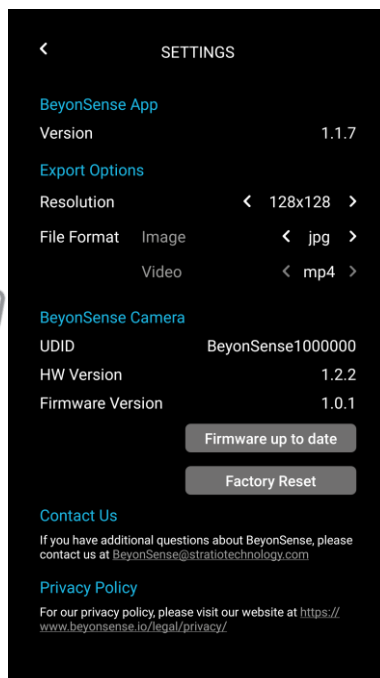 SETTINGS
BeyonSense App
Version 1.1.7
Export Options
Resolution < 128x128 >
File Format Image < jpg >
Video < mp4 >
BeyonSense Camera
UDID BeyonSense1000000
HW Version 1.2.2
Firmware Version 1.0.1
Firmware up to date
Factory Reset
Contact Us
If you have additional questions about BeyonSense, please
contact us at BeyonSense@stratiotechnology.com
Privacy Policy
For our privacy policy, please visit our website at https://
www.beyonsense.io/legal/privacy/